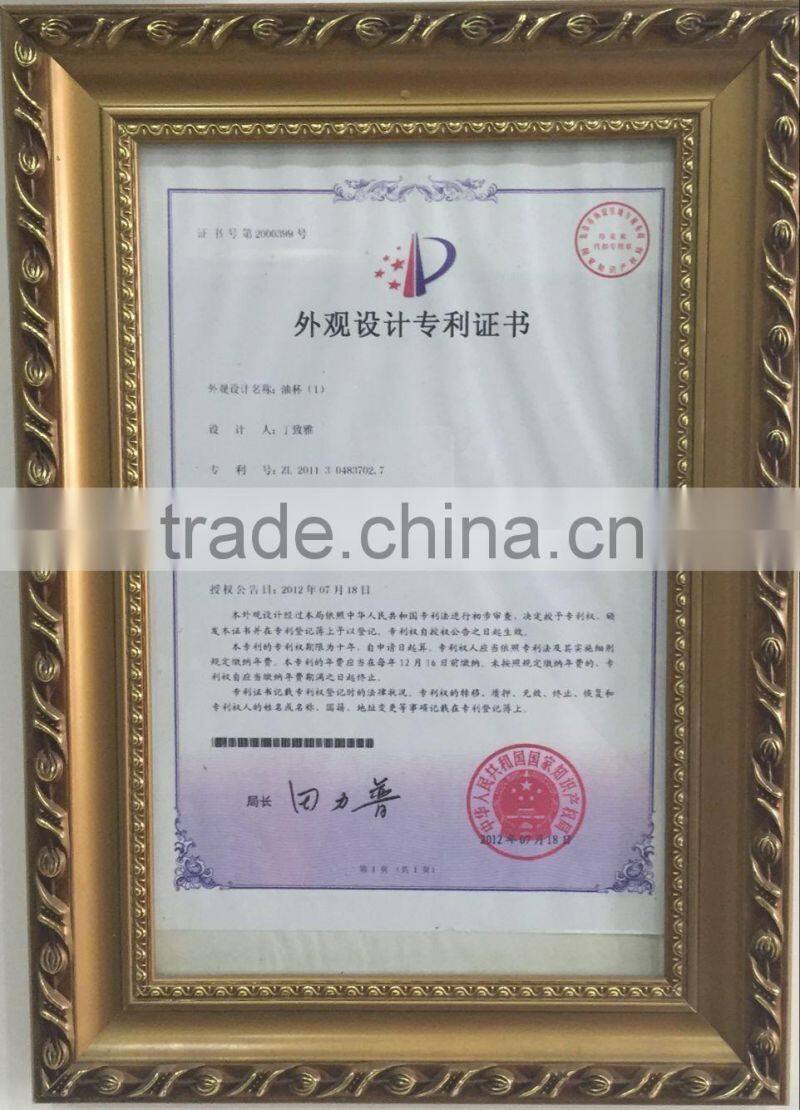 证书号第2000399号
外观设计专利证书
外观设计名称：油杯（1）
设 计 人：丁致雅
专 利 号：ZL 2011 3 0483702.7
trade.china.cn
授权公告日：2012年07月18日
本外观设计经过本局依照中华人民共和国专利法进行初步审查，决定授予专利权，颁
发本证书并在专利登记簿上予以登记。专利权自授权公告之日起生效。
本专利的专利权期限为十年，自申请日起算。专利权人应当依照专利法及其实施细则
规定缴纳年费。本专利的年费应当在每年12月16日前缴纳。未按照规定缴纳年费的，专
利权自应当缴纳年费期满之日起终止。
专利证书记载专利权登记时的法律状况。专利权的转移、质押、无效、终止、恢复和
专利权人的姓名或名称、国籍、地址变更等事项记载在专利登记簿上。
局长 田力普
中华人民共和国国家知识产权局
2012年07月18日
第1页（共1页）